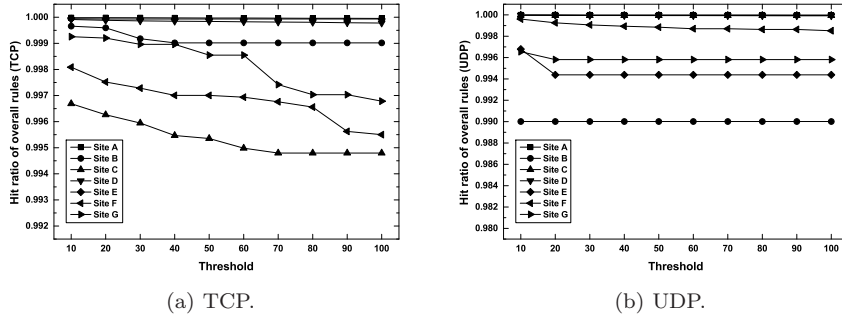 Hit ratio of overall rules (TCP)
1.000
0.999
0.998
0.997
0.996
0.995
0.994
0.993
0.992
Site A
Site B
Site C
Site D
Site E
Site F
Site G
10 20 30 40 50 60 70 80 90 100
Threshold
(a) TCP.
Hit ratio of overall rules (UDP)
1.000
0.998
0.996
0.994
0.992
0.990
0.988
0.986
0.984
0.982
0.980
Site A
Site B
Site C
Site D
Site E
Site F
Site G
10 20 30 40 50 60 70 80 90 100
Threshold
(b) UDP.